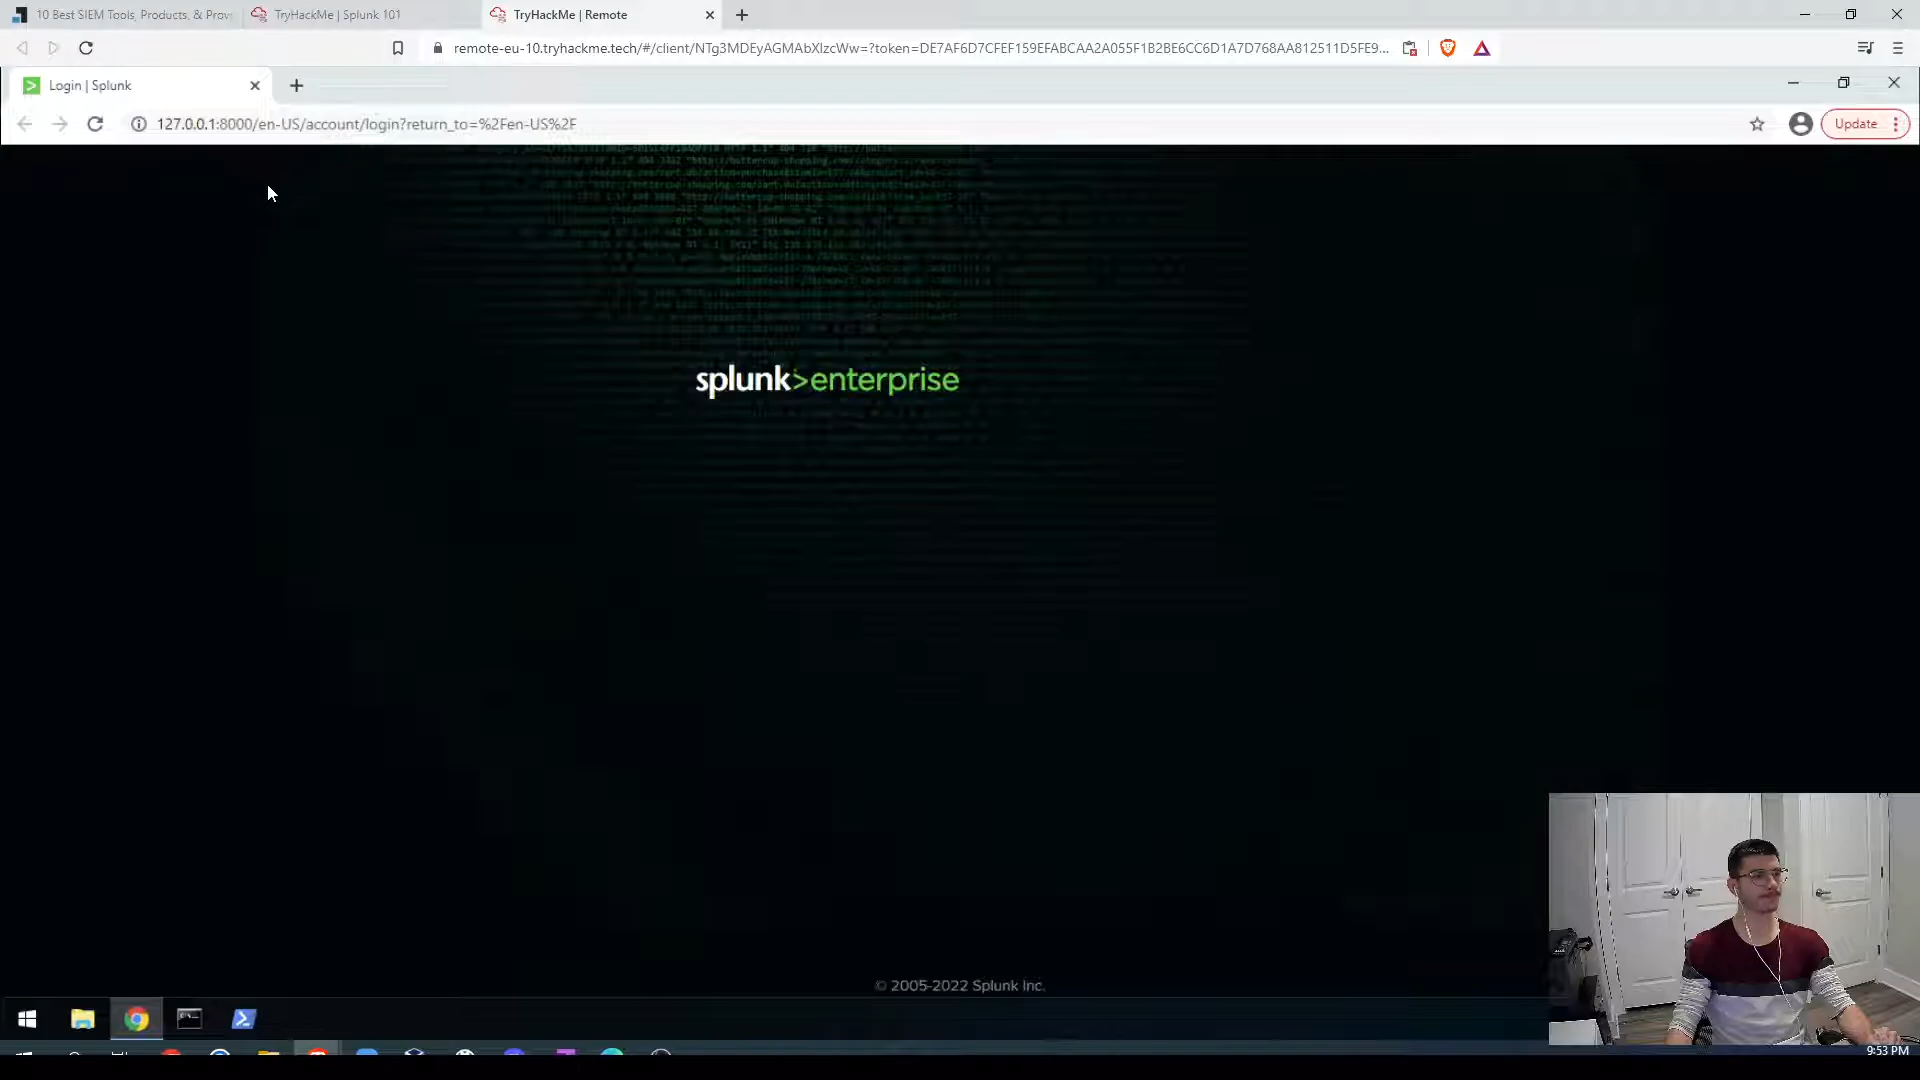 10 Best SIEM Tools, Products, & Prov
TryHackMe | Splunk 101
TryHackMe | Remote
remote-eu-10.tryhackme.tech/#/client/NTg3MDEyAGMAbXlzcWw=?token=DE7AF6D7CFEF159EFABCAA2A055F1B2BE6CC6D1A7D768AA812511D5FE9...
Login | Splunk
127.0.0.1:8000/en-US/account/login?return_to=%2Fen-US%2F
Update
splunk>enterprise
© 2005-2022 Splunk Inc.
9:53 PM